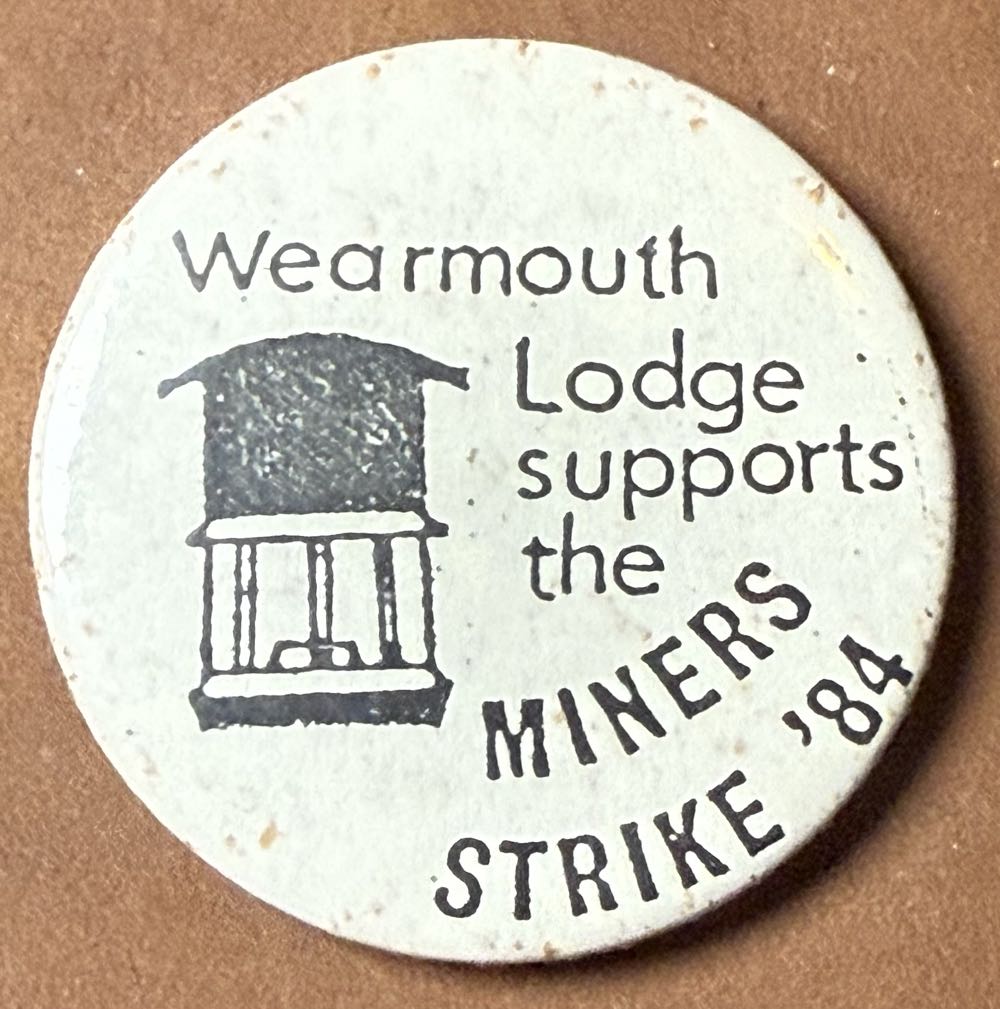 Wearmouth
Lodge
supports
the
MINERS
STRIKE '84